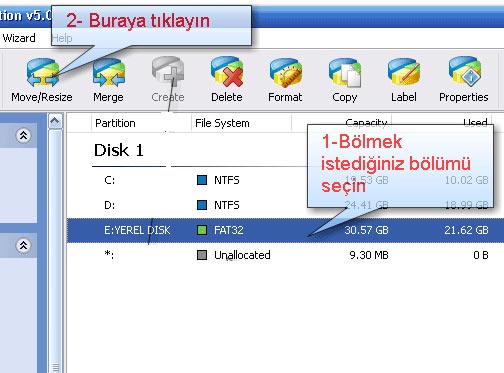 ition v5.0
2- Buraya tıklayın
Wizard Help
Move/Resize Merge Create Delete Format Copy Label Properties
Partition File System Capacity Used
1-Bölmek
istediğiniz bölümü
seçin
Disk 1
C: NTFS 19.53 GB 10.02 GB
D: NTFS 24.41 GB 18.99 GB
E:YEREL DISK FAT32 30.57 GB 21.62 GB
*: Unallocated 9.30 MB 0 B